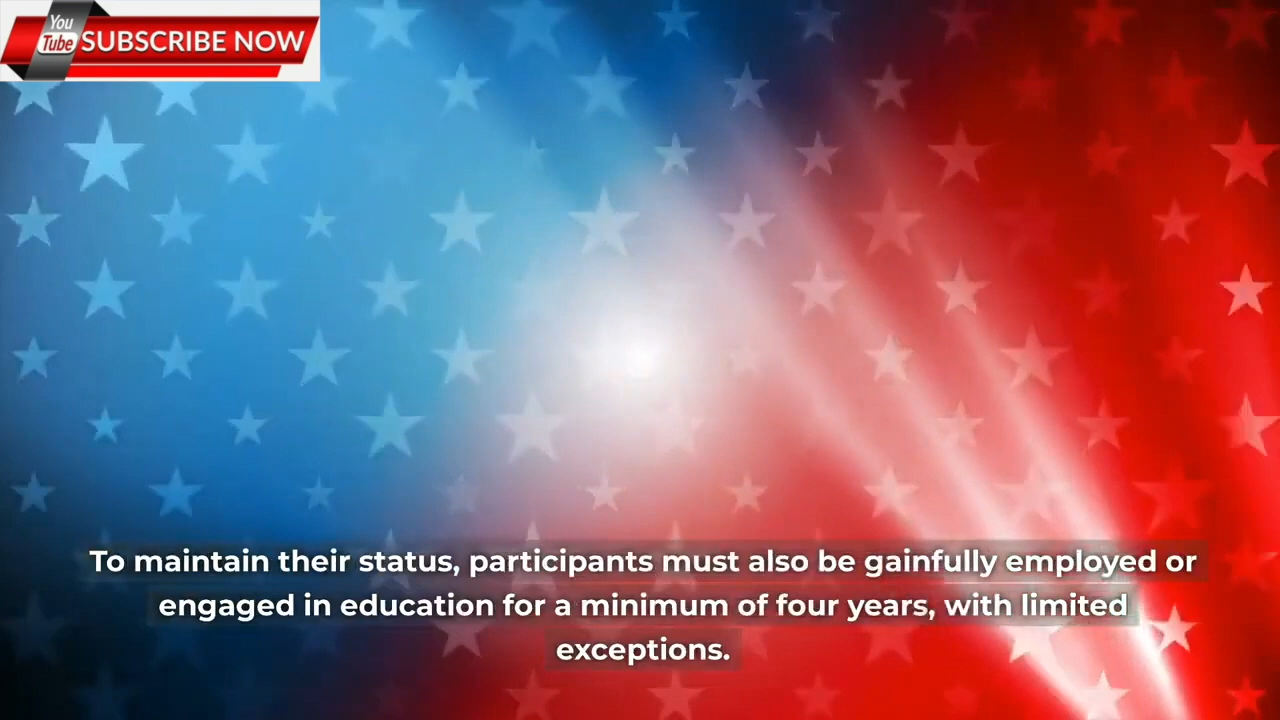 You
Tube
SUBSCRIBE NOW
To maintain their status, participants must also be gainfully employed or
engaged in education for a minimum of four years, with limited
exceptions.